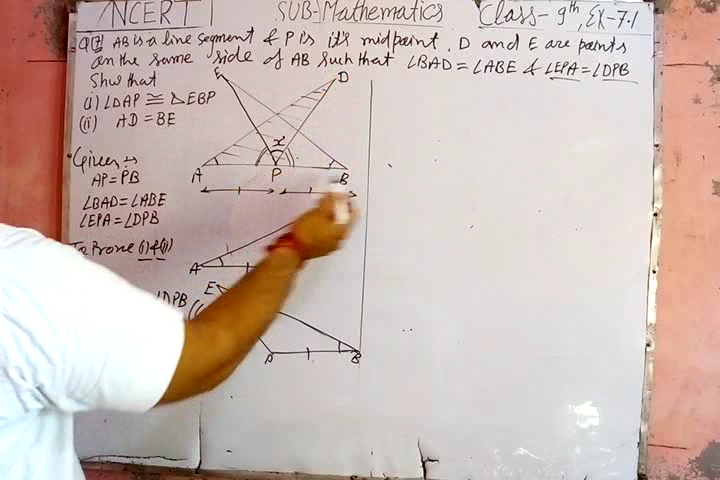 NCERT SUB-Mathematics Class-9th, EX-7.1
Q(7) AB is a line segment & P is it's midpoint. D and E are points
on the same side of AB such that ∠BAD = ∠ABE & ∠EPA = ∠DPB
Shw that
(i) ∠DAP ≅ △EBP
(ii) AD = BE
E D
x
A P B
Given :-
AP = PB
∠BAD = ∠ABE
∠EPA = ∠DPB
To Prove (i) & (ii)
A
E
∠DPB
P B